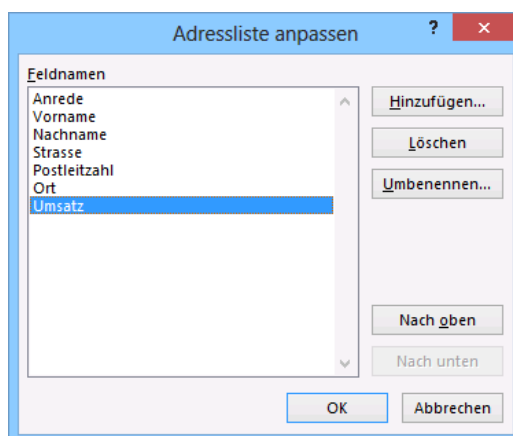 Adressliste anpassen
?
×
Feldnamen
Anrede
Vorname
Nachname
Strasse
Postleitzahl
Ort
Umsatz
Hinzufügen...
Löschen
Umbenennen...
Nach oben
Nach unten
OK
Abbrechen